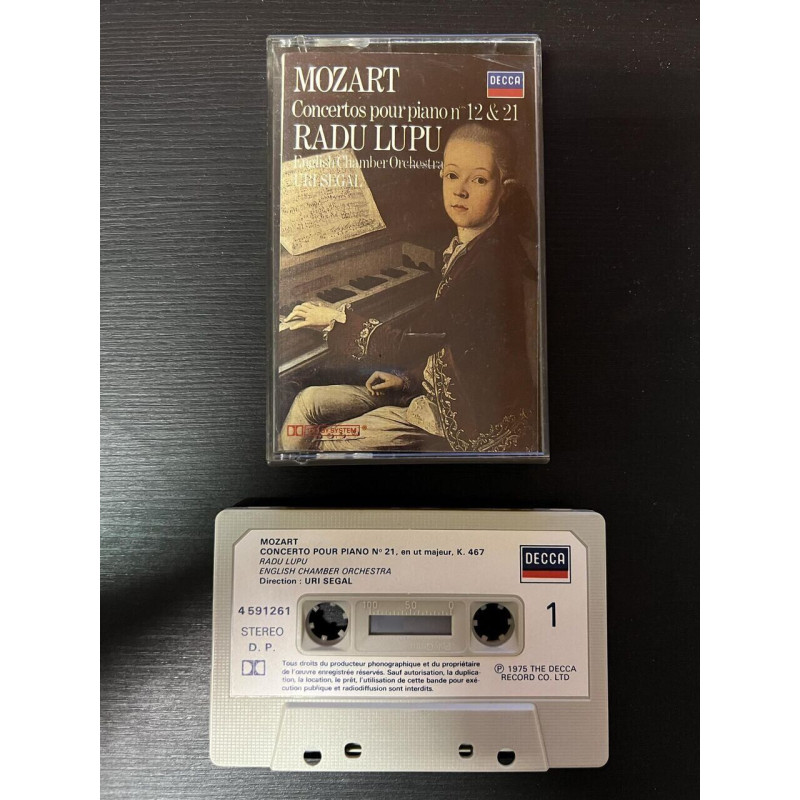 MOZART
DECCA
Concertos pour piano nos 12 & 21
RADU LUPU
English Chamber Orchestra
URI SEGAL
SYSTEM
MOZART
CONCERTO POUR PIANO Nº 21, en ut majeur, K. 467
RADU LUPU
ENGLISH CHAMBER ORCHESTRA
Direction : URI SEGAL
DECCA
4 591261
STEREO
D. P.
100 50 0
1
Tous droits du producteur phonographique et du propriétaire
de l'œuvre enregistrée réservés. Sauf autorisation, la duplica-
tion, la location, le prêt, l'utilisation de cette bande pour exé-
cution publique et radiodiffusion sont interdits.
℗ 1975 THE DECCA
RECORD CO. LTD